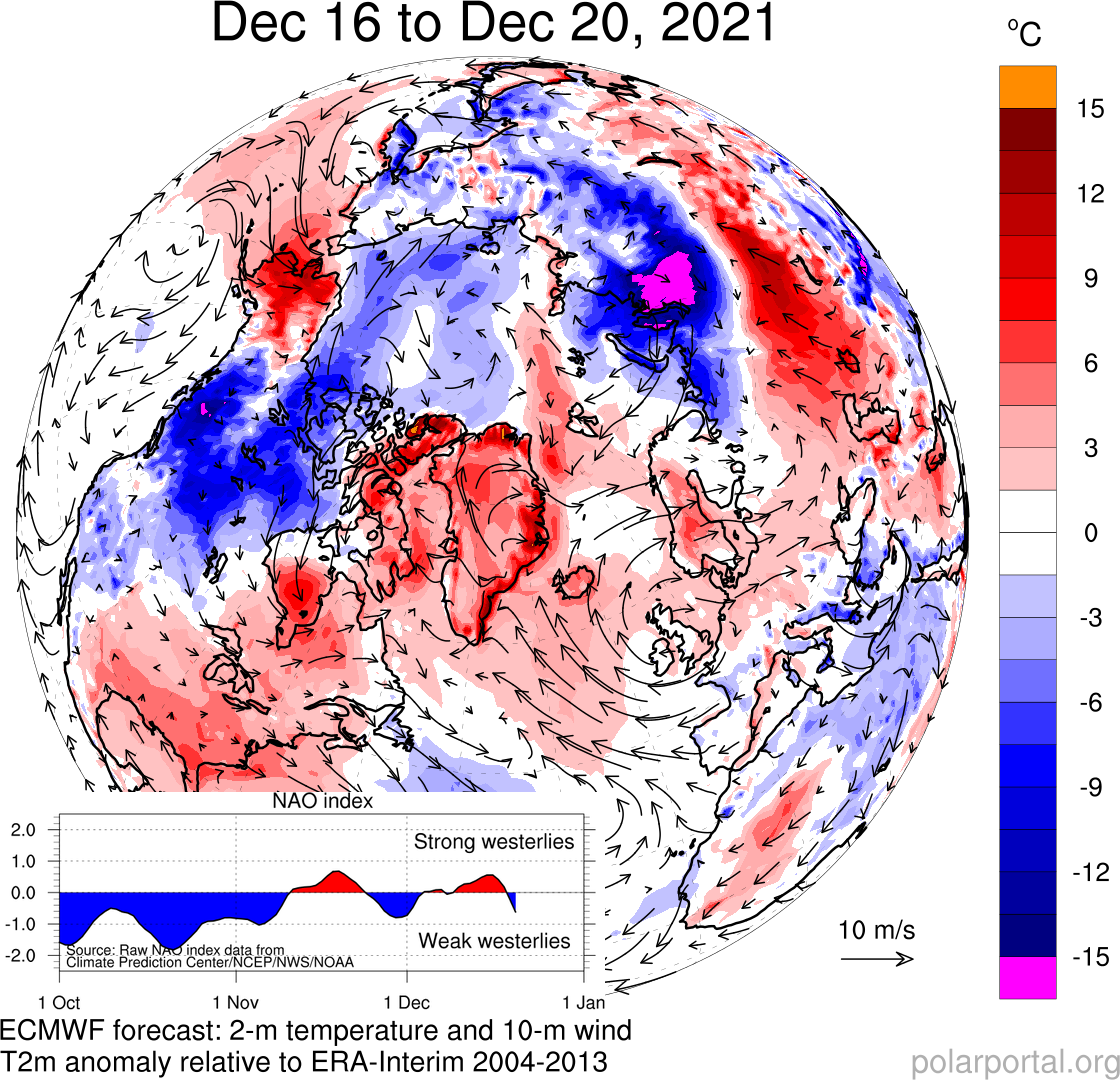 Dec 16 to Dec 20, 2021
oC
15
12
9
6
3
0
-3
-6
-9
-12
-15
NAO index
2.0
1.0
0.0
-1.0
-2.0
Strong westerlies
Weak westerlies
Source: Raw NAO index data from
Climate Prediction Center/NCEP/NWS/NOAA
1 Oct
1 Nov
1 Dec
1 Jan
10 m/s
ECMWF forecast: 2-m temperature and 10-m wind
T2m anomaly relative to ERA-Interim 2004-2013
polarportal.org